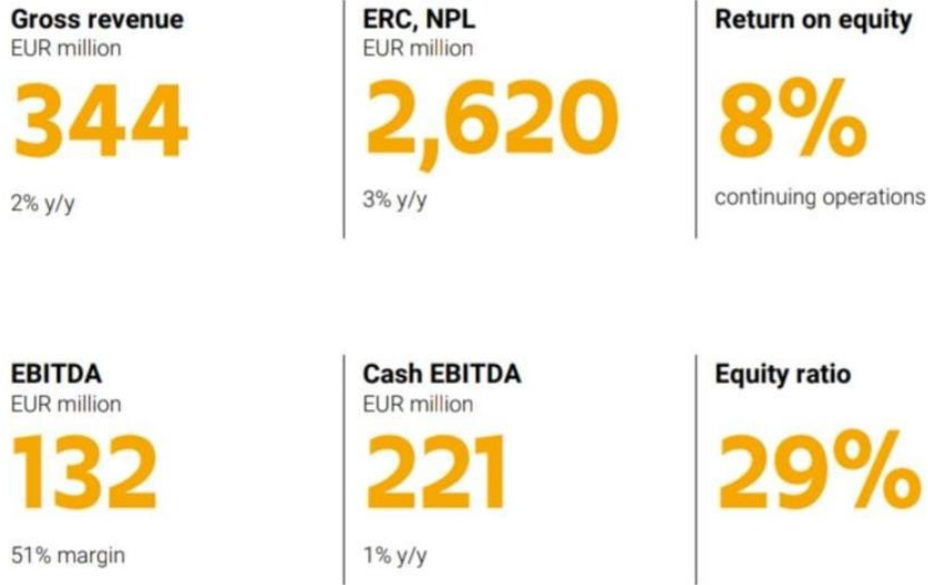 Gross revenue
EUR million
344
2% y/y
ERC, NPL
EUR million
2,620
3% y/y
Return on equity
8%
continuing operations
EBITDA
EUR million
132
51% margin
Cash EBITDA
EUR million
221
1% y/y
Equity ratio
29%